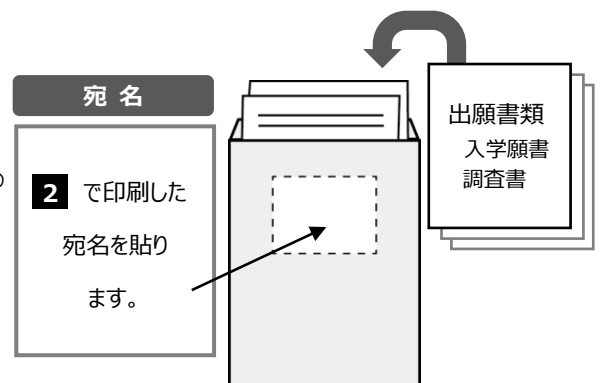 宛 名
2 で印刷した
宛名を貼り
ます。
出願書類
入学願書
調査書